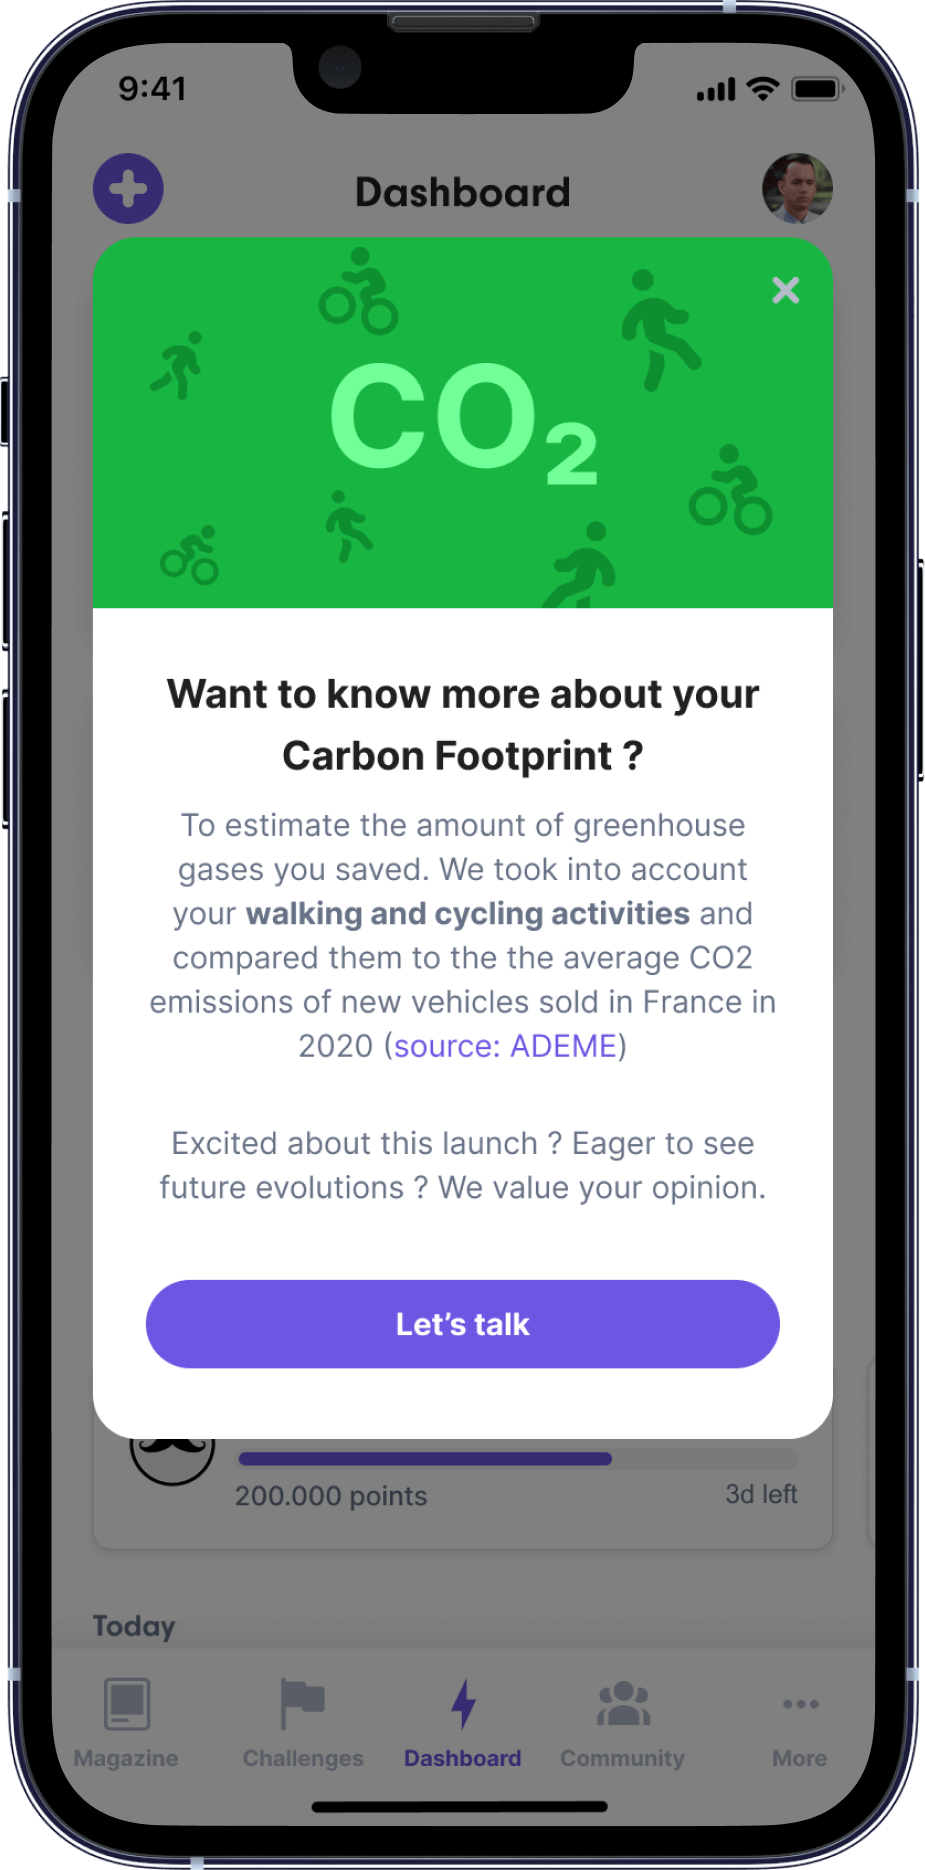 9:41
Dashboard
CO₂
Want to know more about your
Carbon Footprint ?
To estimate the amount of greenhouse
gases you saved. We took into account
your walking and cycling activities and
compared them to the the average CO2
emissions of new vehicles sold in France in
2020 (source: ADEME)
Excited about this launch ? Eager to see
future evolutions ? We value your opinion.
Let’s talk
200.000 points
3d left
Today
Magazine
Challenges
Dashboard
Community
More